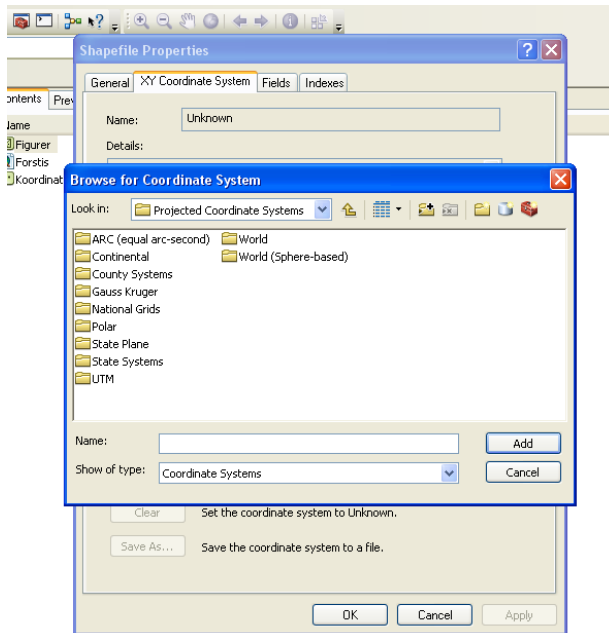 Shapefile Properties
General XY Coordinate System Fields Indexes
ontents Prev
Name: Unknown
Details:
Figurer
Forstis
Koordinat
Browse for Coordinate System
Look in: Projected Coordinate Systems
ARC (equal arc-second) World
Continental World (Sphere-based)
County Systems
Gauss Kruger
National Grids
Polar
State Plane
State Systems
UTM
Name: Add
Show of type: Coordinate Systems Cancel
Clear Set the coordinate system to Unknown.
Save As... Save the coordinate system to a file.
OK Cancel Apply